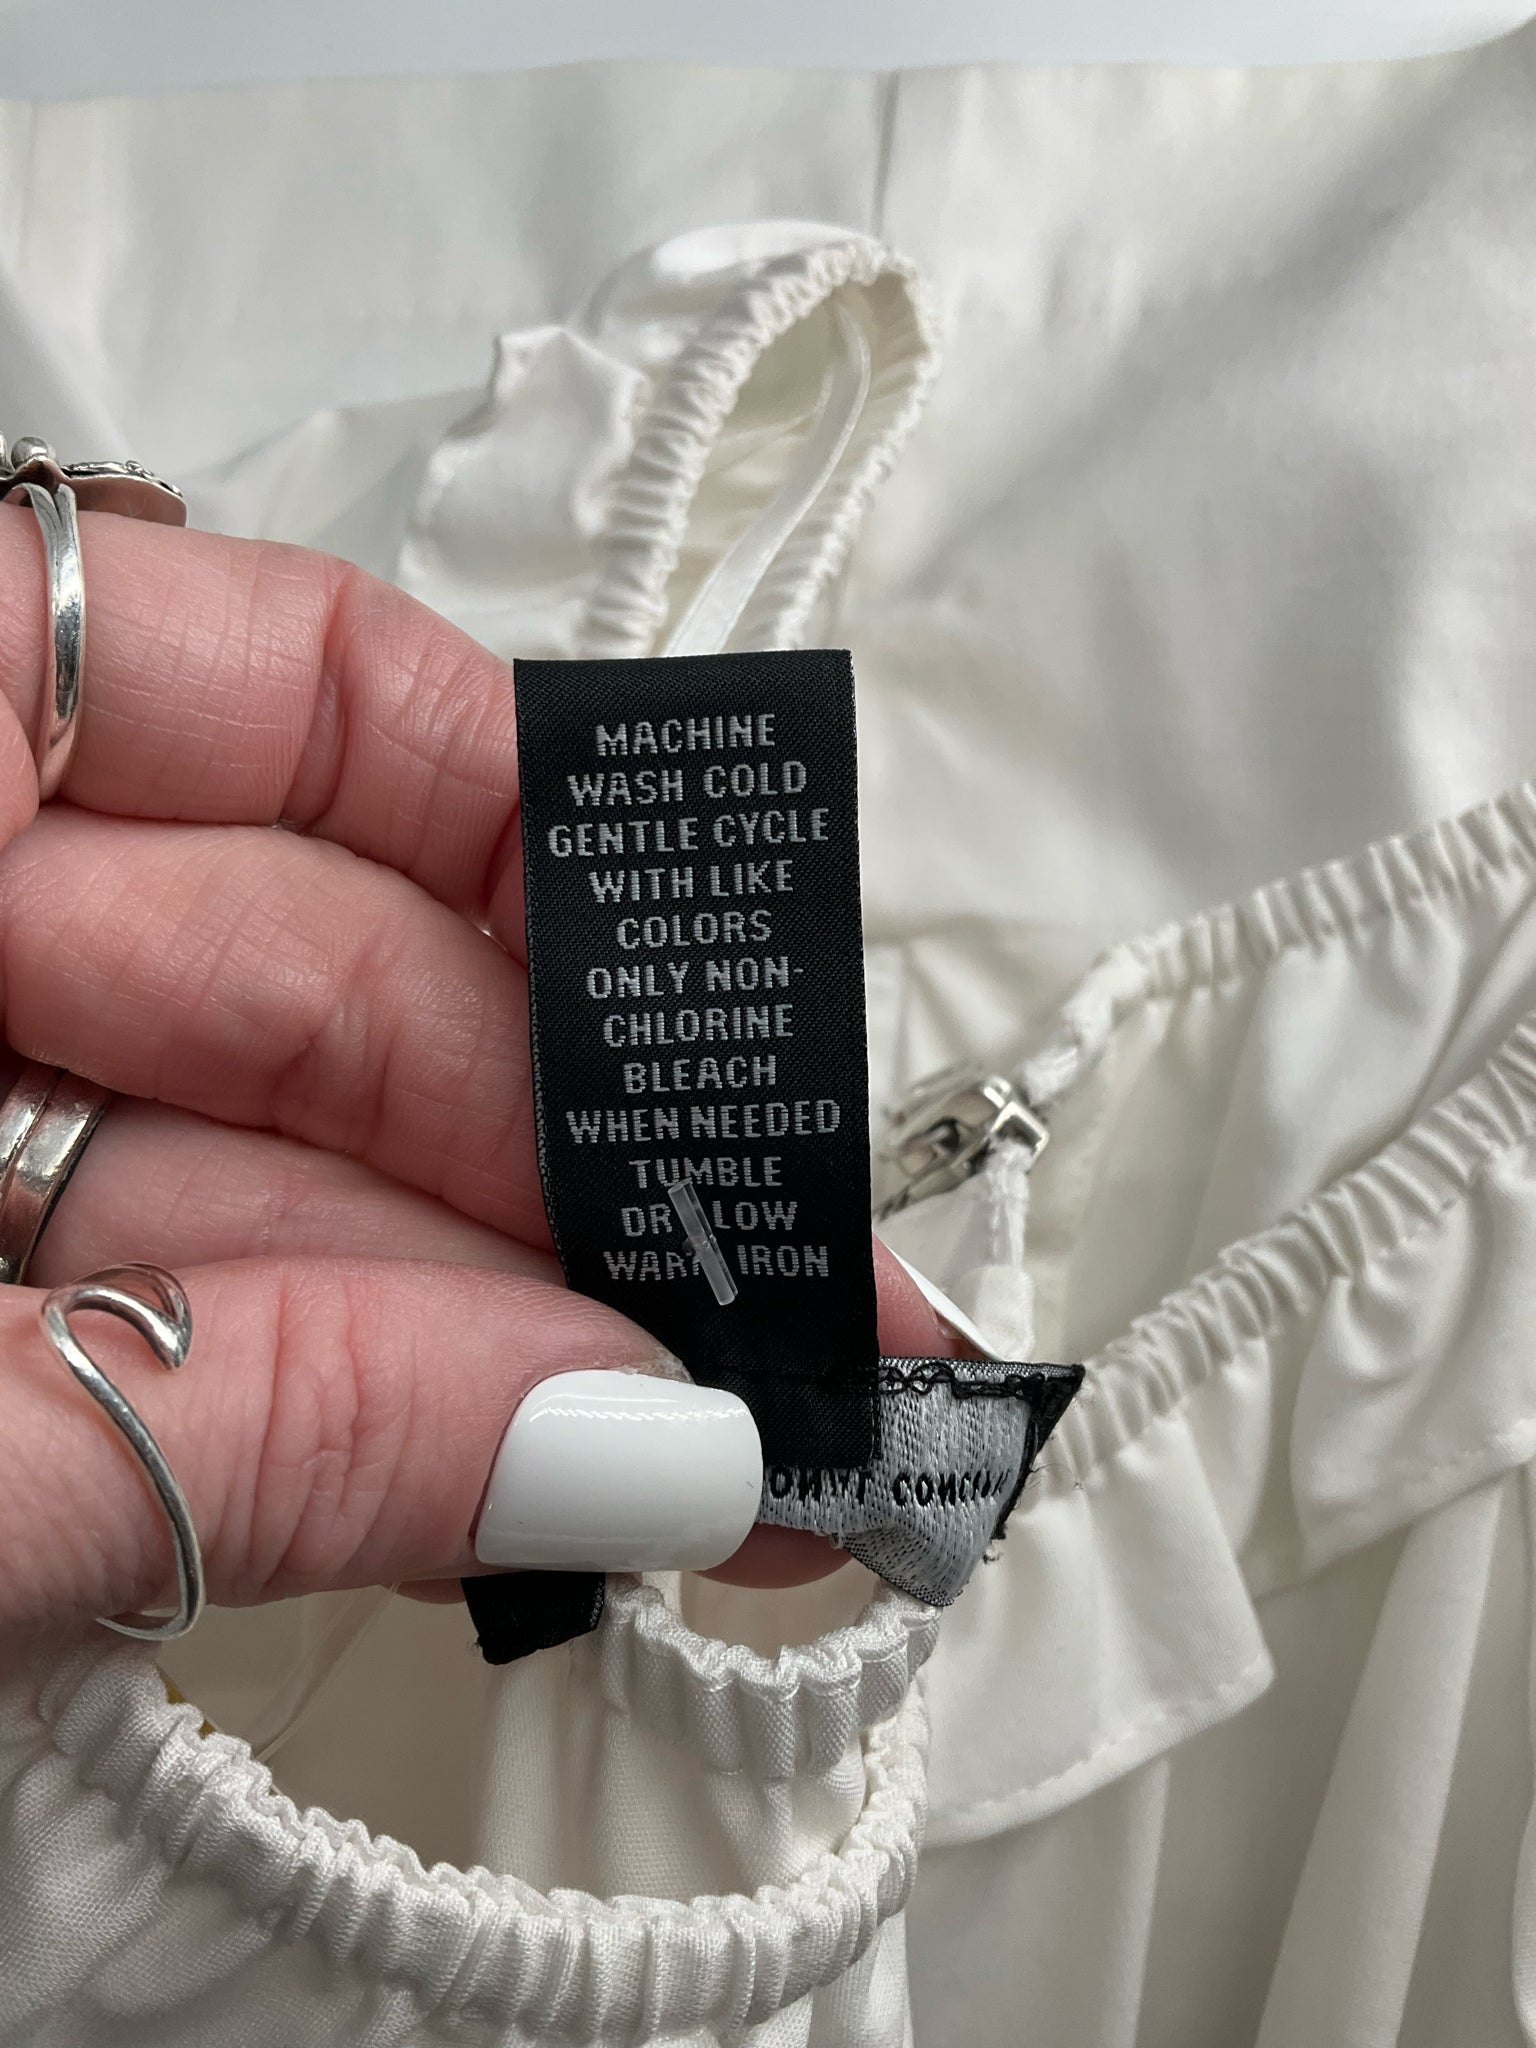 MACHINE
WASH COLD
GENTLE CYCLE
WITH LIKE
COLORS
ONLY NON-
CHLORINE
BLEACH
WHEN NEEDED
TUMBLE
LOW
IRON